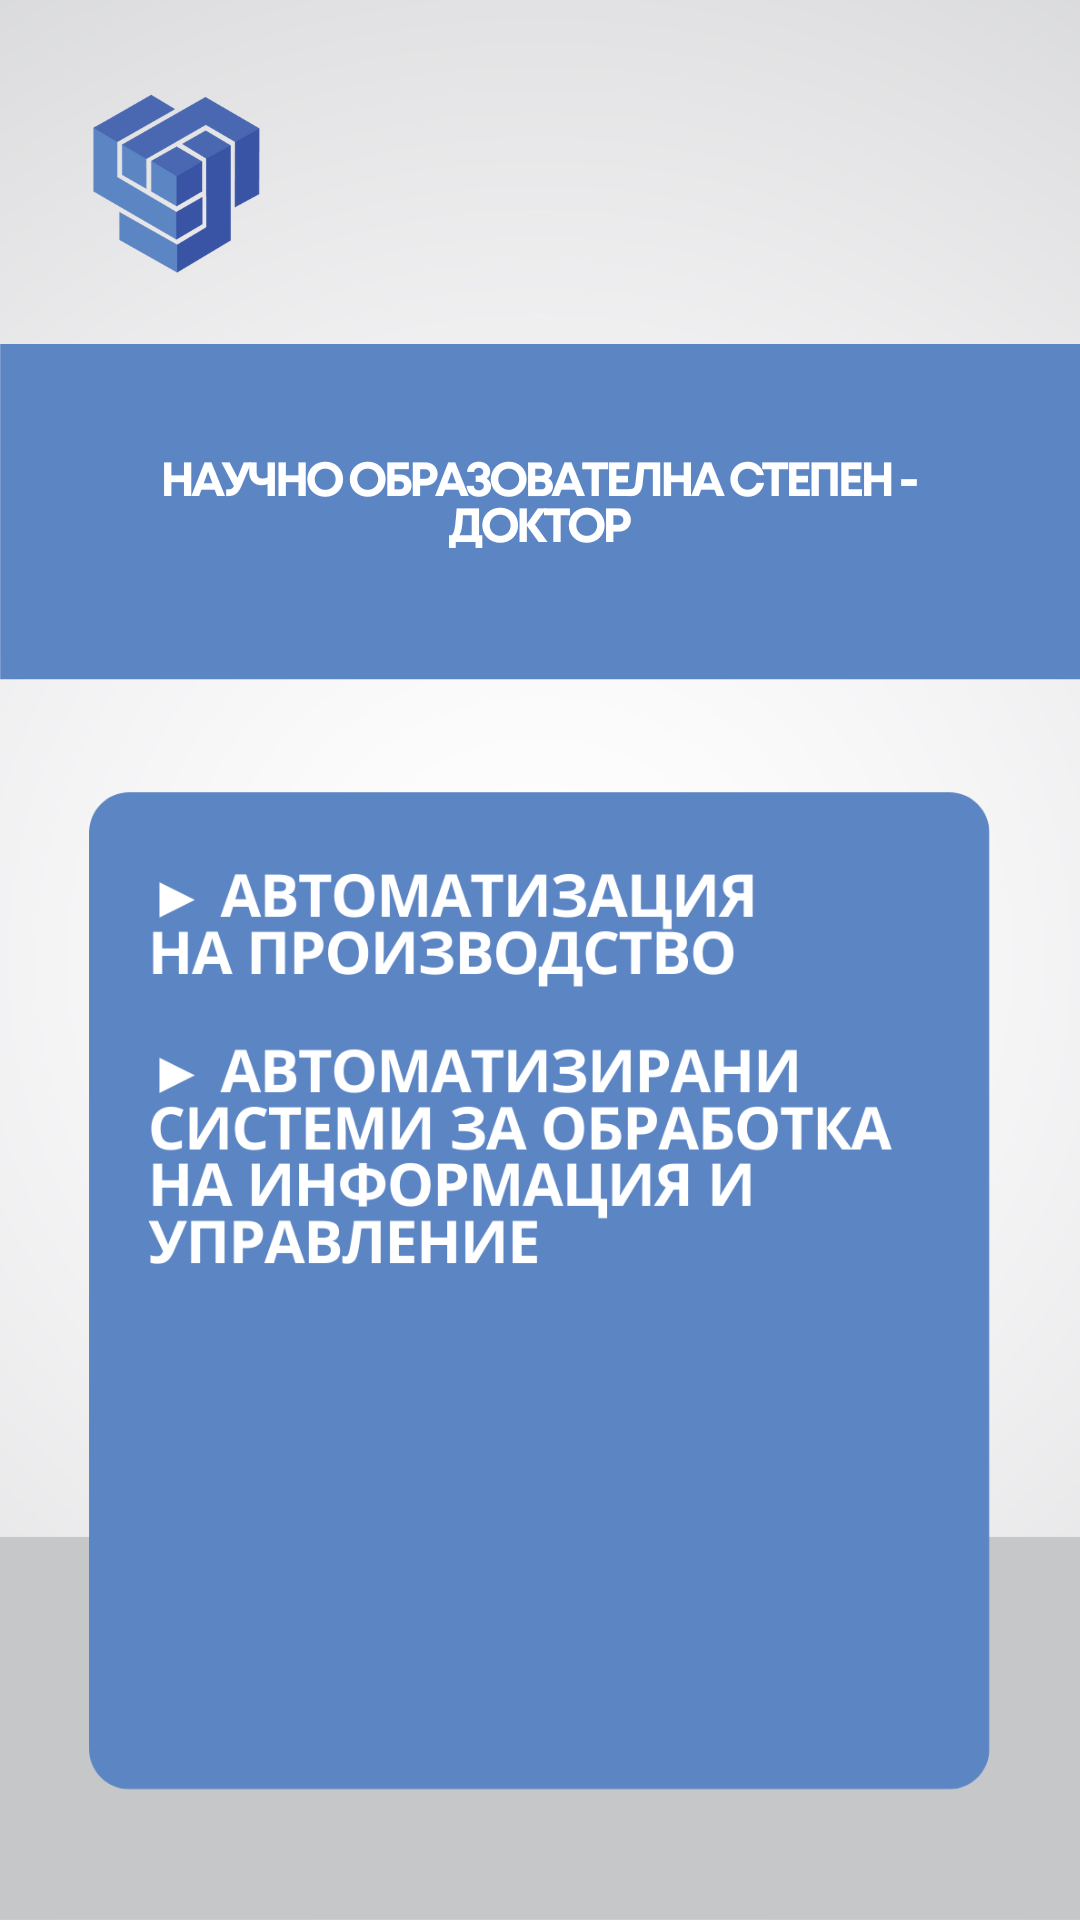 НАУЧНО ОБРАЗОВАТЕЛНА СТЕПЕН -
ДОКТОР
► АВТОМАТИЗАЦИЯ
НА ПРОИЗВОДСТВО
► АВТОМАТИЗИРАНИ
СИСТЕМИ ЗА ОБРАБОТКА
НА ИНФОРМАЦИЯ И
УПРАВЛЕНИЕ